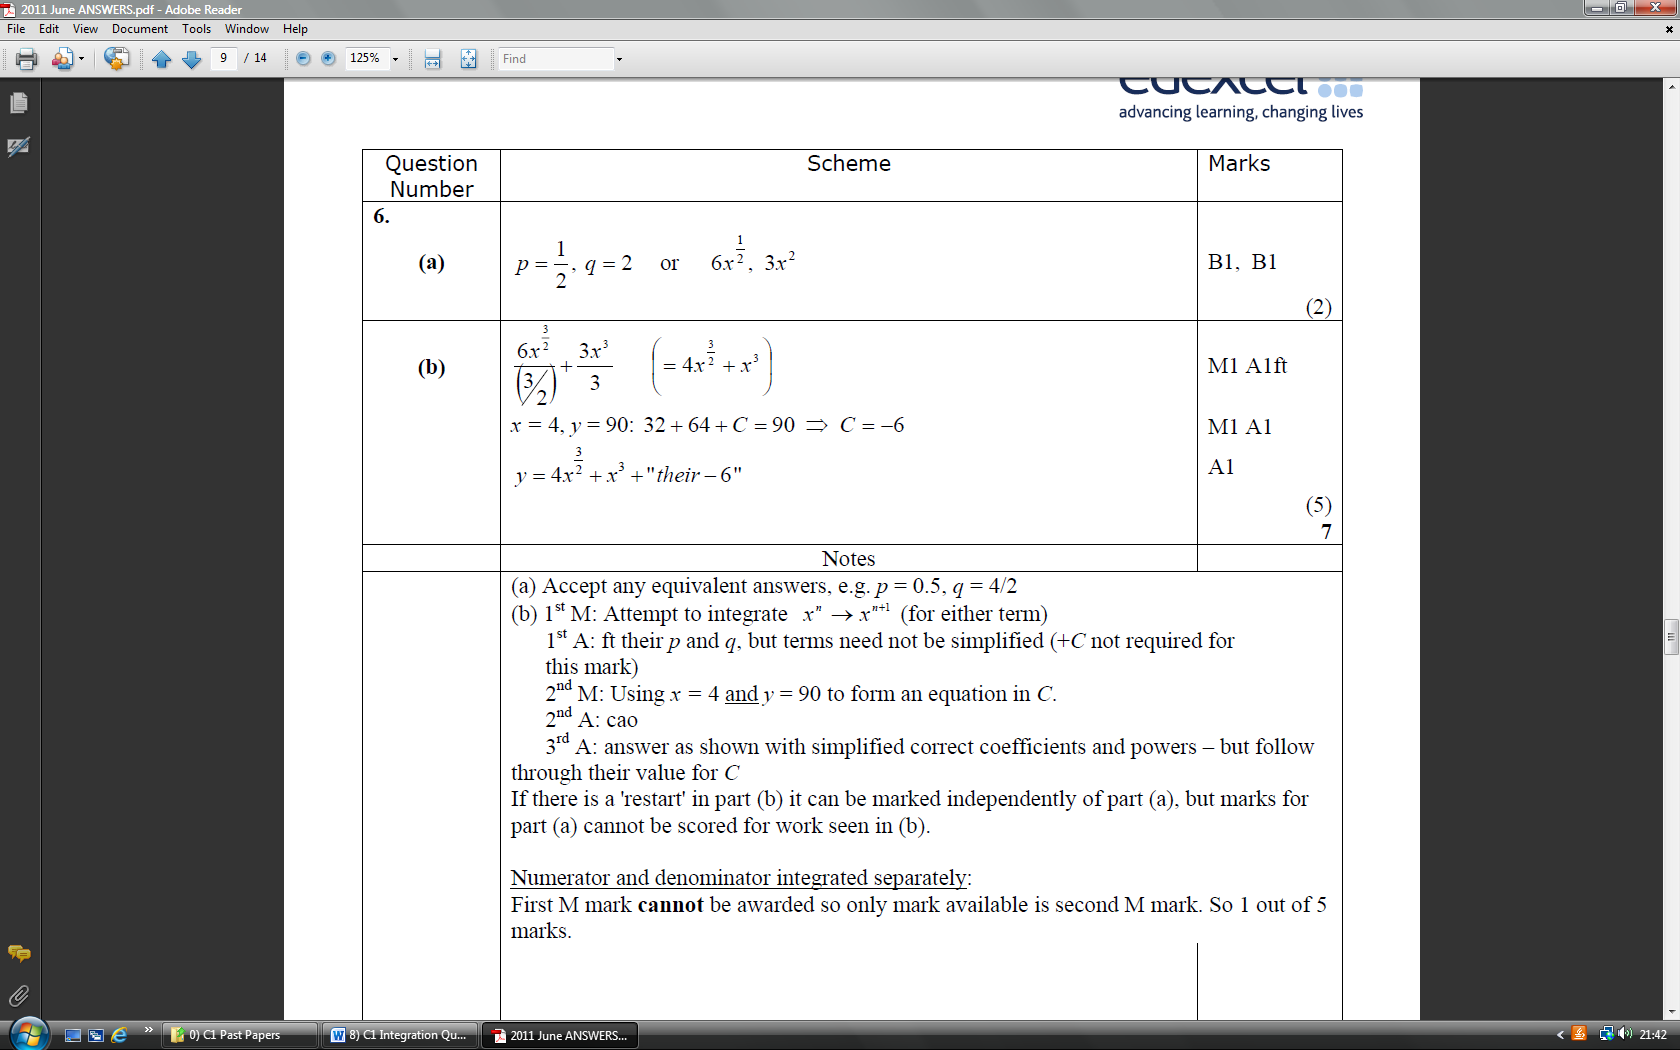 2011 June ANSWERS.pdf - Adobe Reader
File Edit View Document Tools Window Help
9 / 14 125% Find
edexcel
advancing learning, changing lives
Question Number Scheme Marks
6.
(a) p = 1/2, q = 2 or 6x^(1/2), 3x^2 B1, B1
(2)
(b) 6x^(3/2)/(3/2) + 3x^3/3 (= 4x^(3/2) + x^3) M1 A1ft
x = 4, y = 90: 32 + 64 + C = 90 ⇒ C = −6 M1 A1
y = 4x^(3/2) + x^3 + "their − 6" A1
(5)
7
Notes
(a) Accept any equivalent answers, e.g. p = 0.5, q = 4/2
(b) 1st M: Attempt to integrate x^n → x^(n+1) (for either term)
1st A: ft their p and q, but terms need not be simplified (+C not required for
this mark)
2nd M: Using x = 4 and y = 90 to form an equation in C.
2nd A: cao
3rd A: answer as shown with simplified correct coefficients and powers – but follow
through their value for C
If there is a 'restart' in part (b) it can be marked independently of part (a), but marks for
part (a) cannot be scored for work seen in (b).
Numerator and denominator integrated separately:
First M mark cannot be awarded so only mark available is second M mark. So 1 out of 5
marks.
0) C1 Past Papers 8) C1 Integration Qu... 2011 June ANSWERS... 21:42